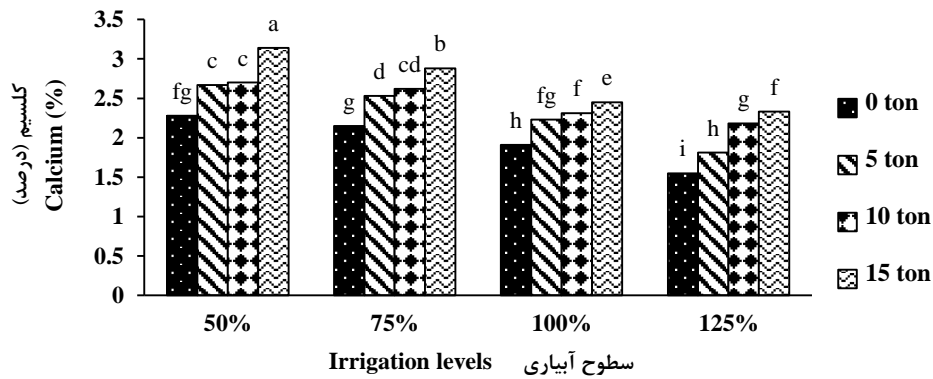 کلسیم (درصد)
Calcium (%)
3.5
3
2.5
2
1.5
1
0.5
0
fg
c
c
a
g
d
cd
b
h
fg
f
e
i
h
g
f
50%
75%
100%
125%
Irrigation levels سطوح آبیاری
0 ton
5 ton
10 ton
15 ton